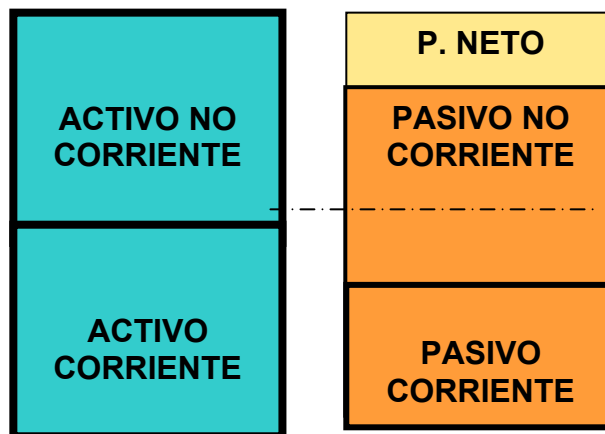 ACTIVO NO
CORRIENTE
ACTIVO
CORRIENTE
P. NETO
PASIVO NO
CORRIENTE
PASIVO
CORRIENTE